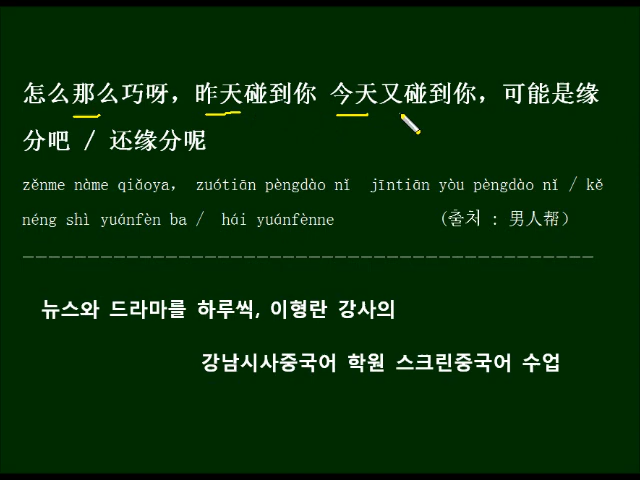 怎么那么巧呀，昨天碰到你 今天又碰到你，可能是缘
分吧 / 还缘分呢
zěnme nàme qiǎoya， zuótiān pèngdào nǐ jīntiān yòu pèngdào nǐ / kě
néng shì yuánfèn ba / hái yuánfènne (출처 : 男人帮)
뉴스와 드라마를 하루씩, 이형란 강사의
강남시사중국어 학원 스크린중국어 수업